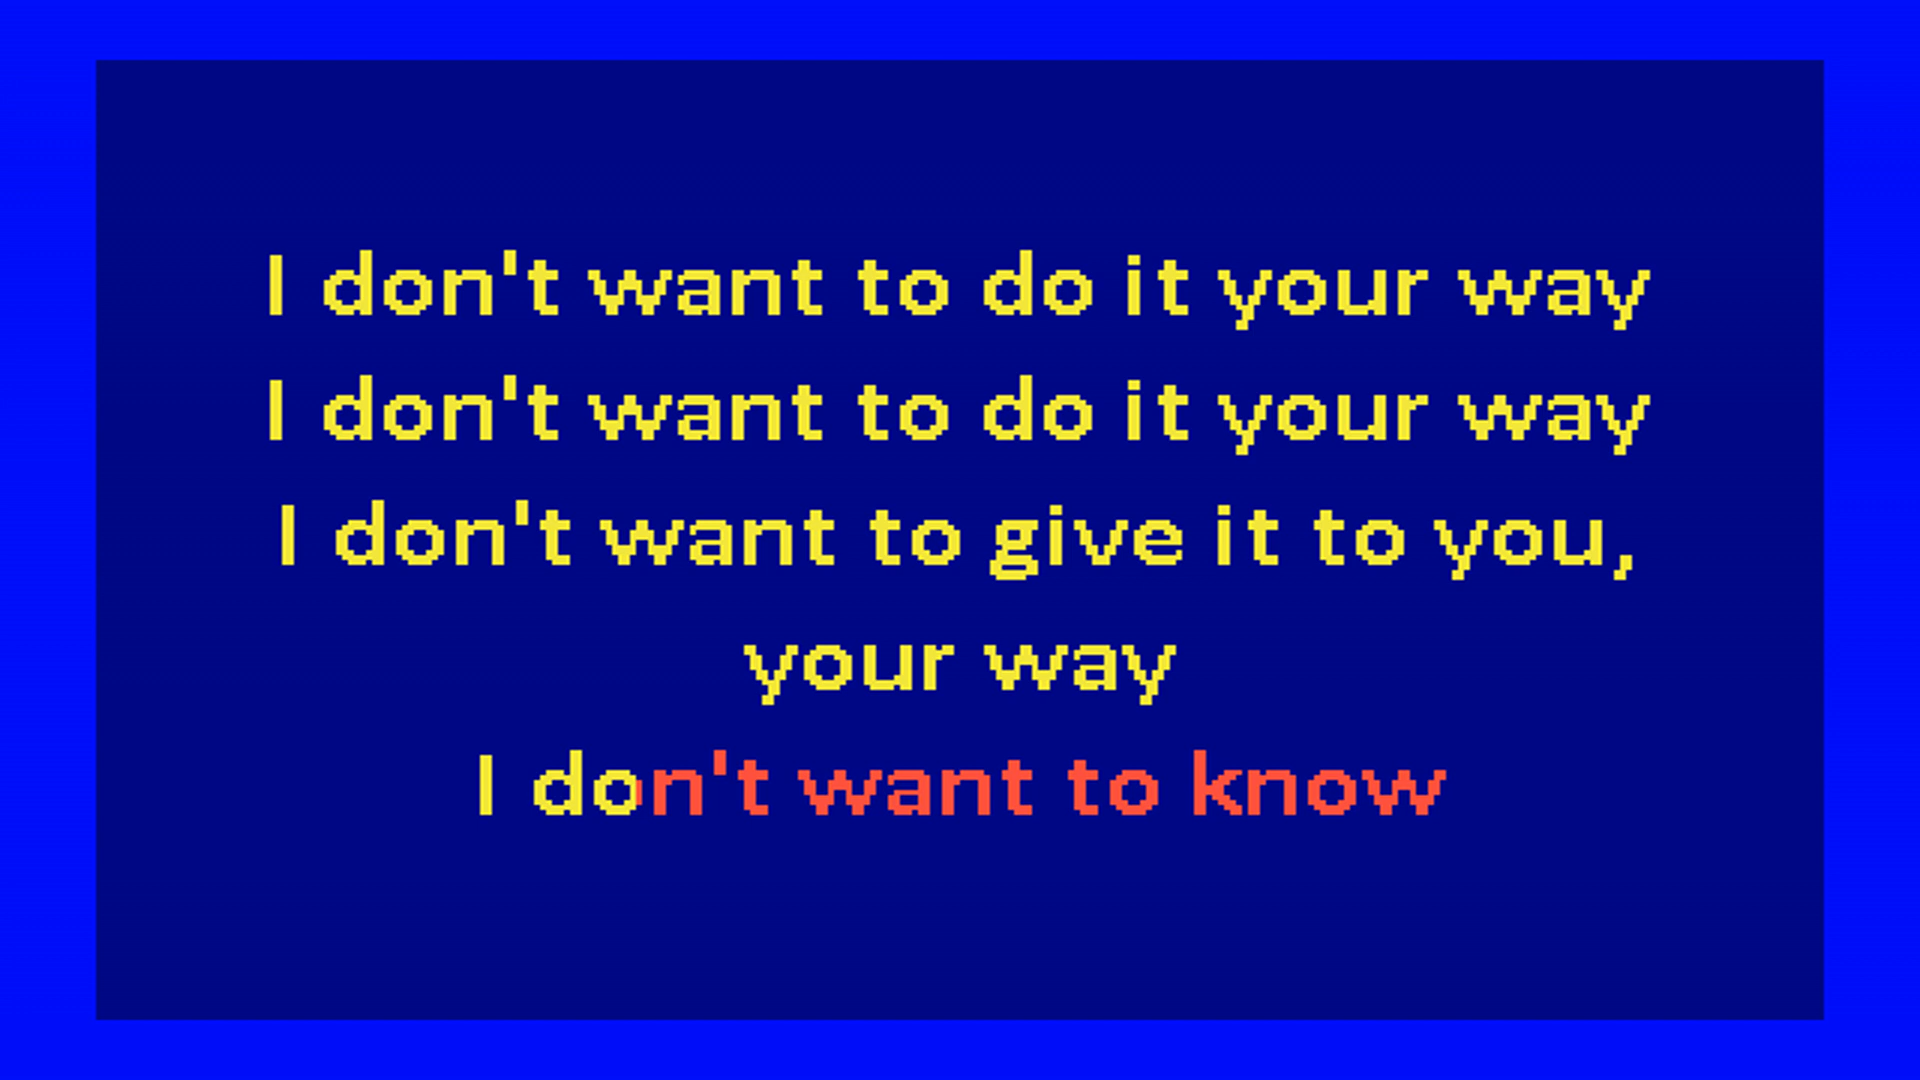 I don't want to do it your way
I don't want to do it your way
I don't want to give it to you,
your way
I don't want to know